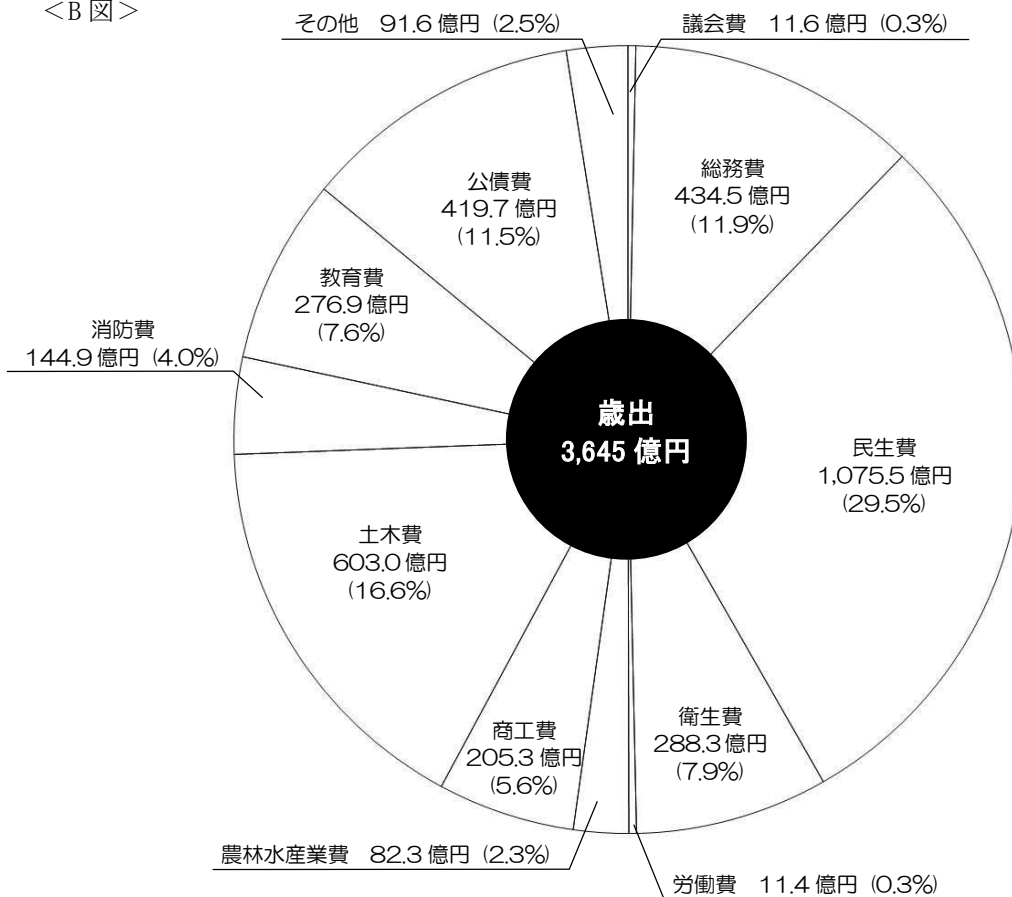 <B図>
その他 91.6億円 (2.5%)
議会費 11.6億円 (0.3%)
総務費
434.5億円
(11.9%)
公債費
419.7億円
(11.5%)
教育費
276.9億円
(7.6%)
消防費
144.9億円 (4.0%)
歳出
3,645億円
民生費
1,075.5億円
(29.5%)
土木費
603.0億円
(16.6%)
衛生費
288.3億円
(7.9%)
商工費
205.3億円
(5.6%)
農林水産業費 82.3億円 (2.3%)
労働費 11.4億円 (0.3%)